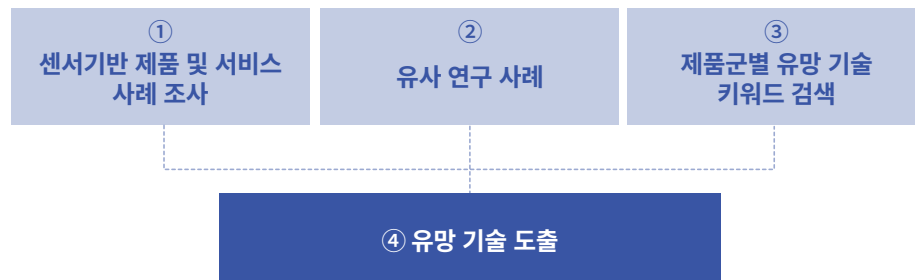 ①
센서기반 제품 및 서비스
사례 조사
②
유사 연구 사례
③
제품군별 유망 기술
키워드 검색
④ 유망 기술 도출